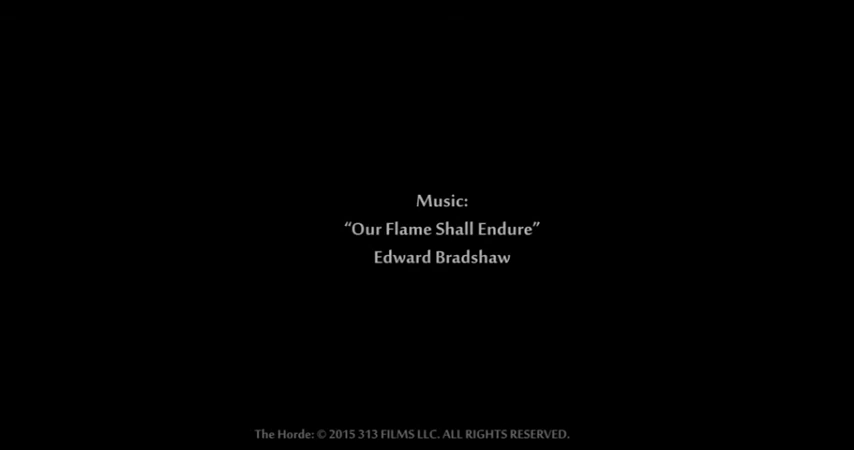 Music:
“Our Flame Shall Endure”
Edward Bradshaw
The Horde: © 2015 313 FILMS LLC. ALL RIGHTS RESERVED.